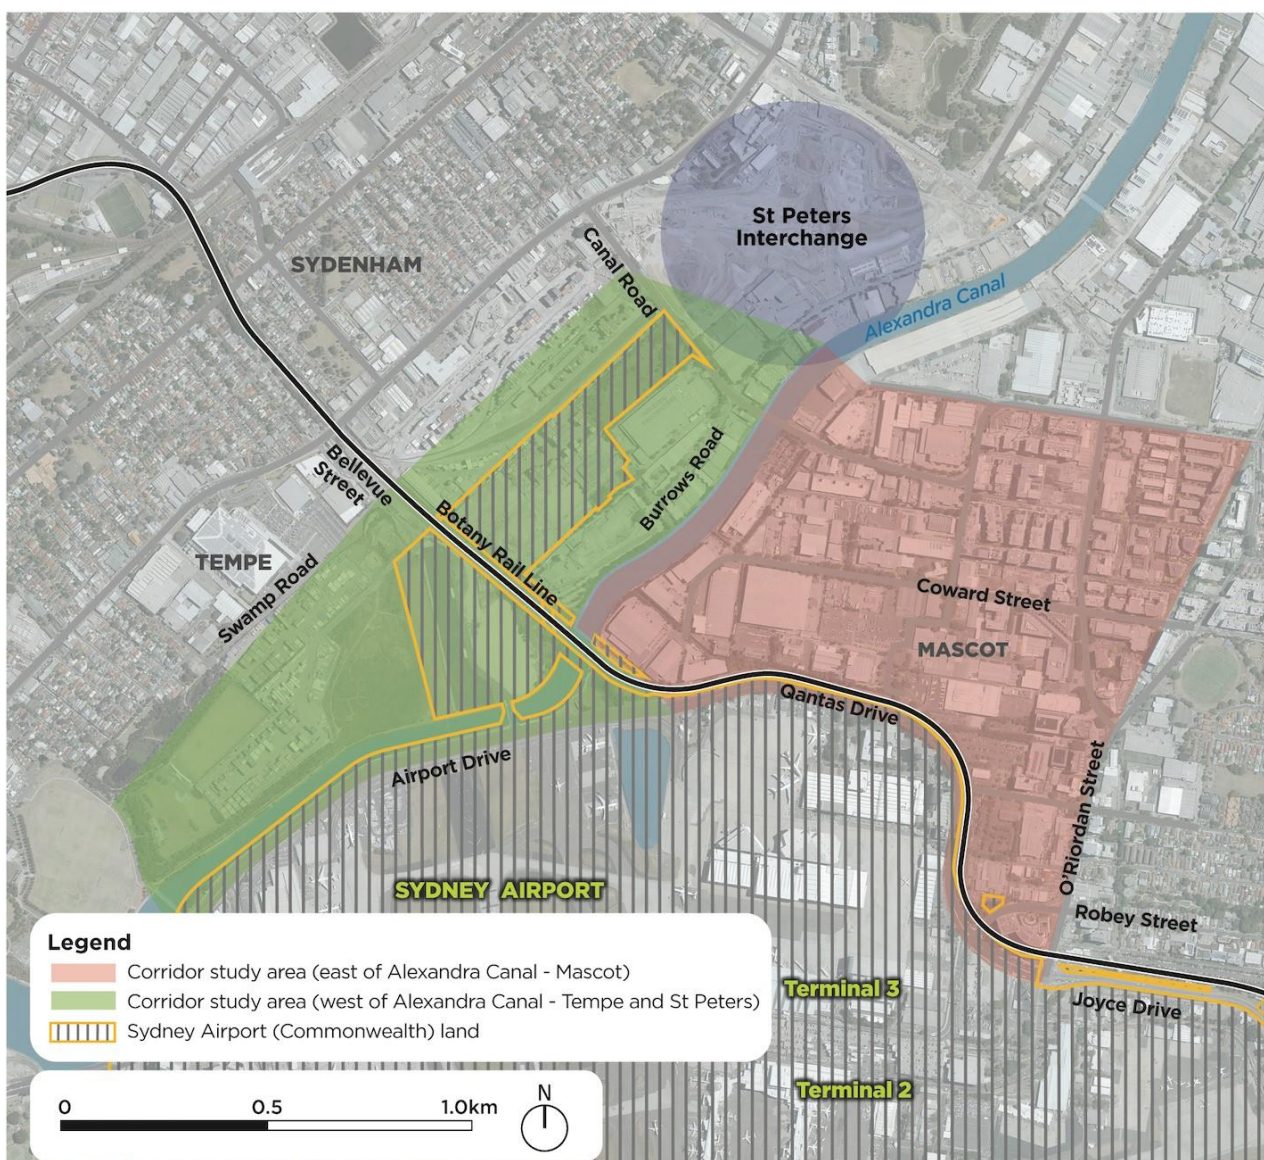 St Peters
Interchange
Canal Road
SYDENHAM
Alexandra Canal
Bellevue
Street
Burrows Road
Botany Rail Line
TEMPE
Swamp Road
Coward Street
MASCOT
Qantas Drive
Airport Drive
O'Riordan Street
SYDNEY AIRPORT
Robey Street
Terminal 3
Joyce Drive
Terminal 2
Legend
Corridor study area (east of Alexandra Canal - Mascot)
Corridor study area (west of Alexandra Canal - Tempe and St Peters)
Sydney Airport (Commonwealth) land
0 0.5 1.0km
N